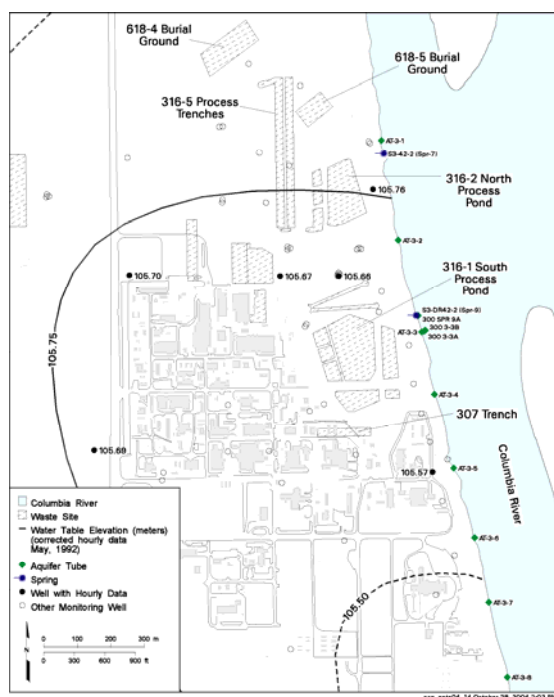 618-4 Burial
Ground
618-5 Burial
Ground
316-5 Process
Trenches
AT-3-1
S3-42-2 (Spr-7)
316-2 North
Process
Pond
105.76
AT-3-2
105.70
105.67
105.66
316-1 South
Process
Pond
S3-DR42-2 (Spr-9)
300 SPR 9A
AT-3-3
300 3-3B
300 3-3A
105.75
AT-3-4
307 Trench
105.68
105.57
AT-3-5
Columbia River
AT-3-6
105.50
AT-3-7
AT-3-8
Columbia River
Waste Site
Water Table Elevation (meters)
(corrected hourly data
May, 1992)
Aquifer Tube
Spring
Well with Hourly Data
Other Monitoring Well
0 100 200 300 m
0 300 600 900 ft
N